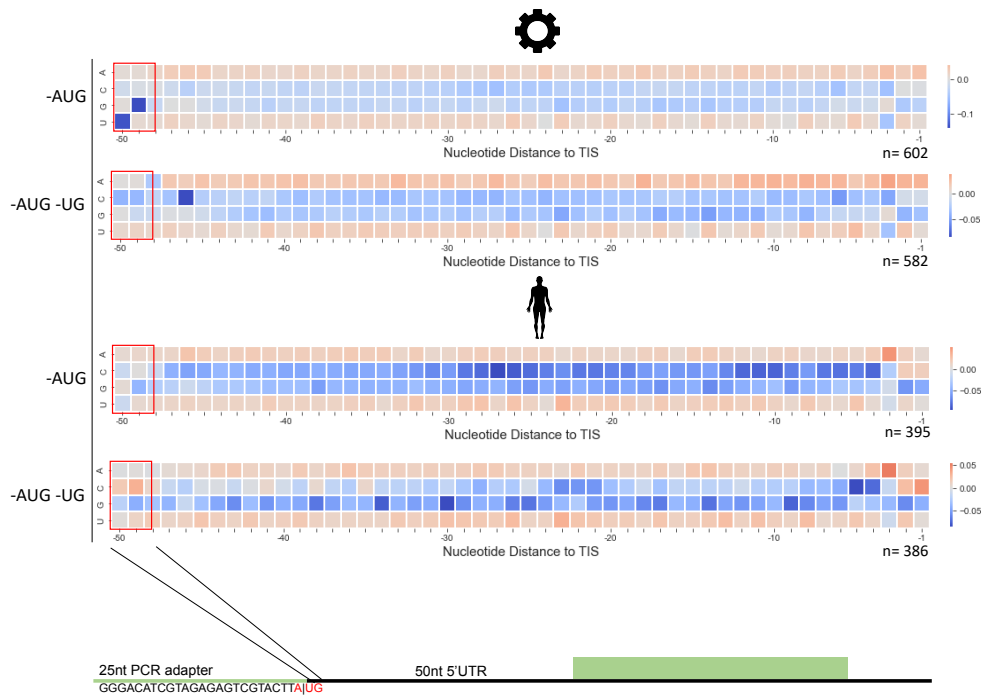 -AUG
A
C
G
U
0.0
−0.1
-50
-40
-30
-20
-10
-1
Nucleotide Distance to TIS
n= 602
-AUG -UG
A
C
G
U
0.00
−0.05
-50
-40
-30
-20
-10
-1
Nucleotide Distance to TIS
n= 582
-AUG
A
C
G
U
0.00
−0.05
-50
-40
-30
-20
-10
-1
Nucleotide Distance to TIS
n= 395
-AUG -UG
A
C
G
U
0.05
0.00
−0.05
-50
-40
-30
-20
-10
-1
Nucleotide Distance to TIS
n= 386
25nt PCR adapter
50nt 5'UTR
GGGACATCGTAGAGAGTCGTACTTA|UG